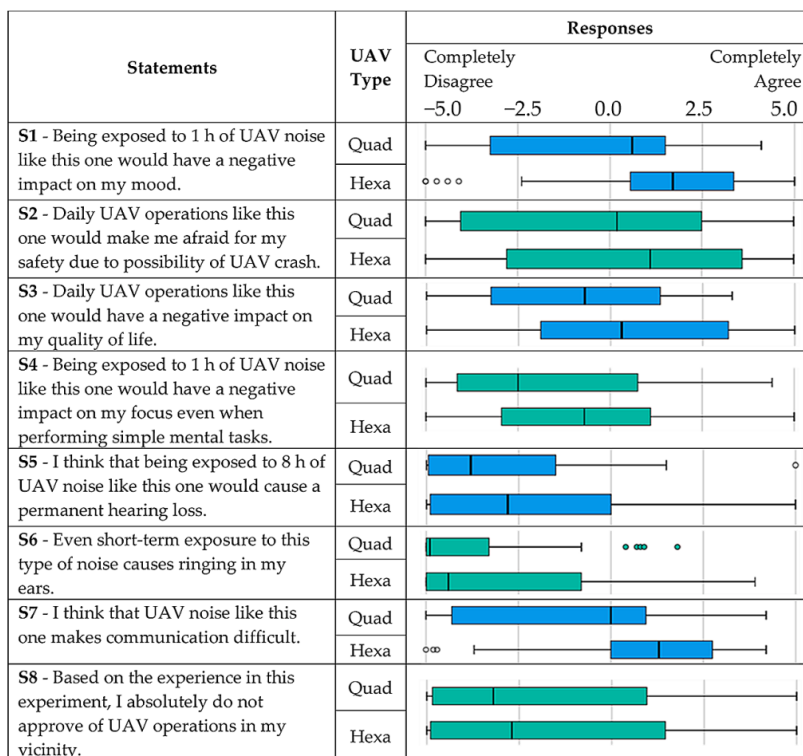 Statements
UAV
Type
Responses
Completely
Disagree
Completely
Agree
−5.0 −2.5 0.0 2.5 5.0
S1 - Being exposed to 1 h of UAV noise
like this one would have a negative
impact on my mood.
Quad
Hexa
S2 - Daily UAV operations like this
one would make me afraid for my
safety due to possibility of UAV crash.
Quad
Hexa
S3 - Daily UAV operations like this
one would have a negative impact on
my quality of life.
Quad
Hexa
S4 - Being exposed to 1 h of UAV noise
like this one would have a negative
impact on my focus even when
performing simple mental tasks.
Quad
Hexa
S5 - I think that being exposed to 8 h of
UAV noise like this one would cause a
permanent hearing loss.
Quad
Hexa
S6 - Even short-term exposure to this
type of noise causes ringing in my
ears.
Quad
Hexa
S7 - I think that UAV noise like this
one makes communication difficult.
Quad
Hexa
S8 - Based on the experience in this
experiment, I absolutely do not
approve of UAV operations in my
vicinity.
Quad
Hexa